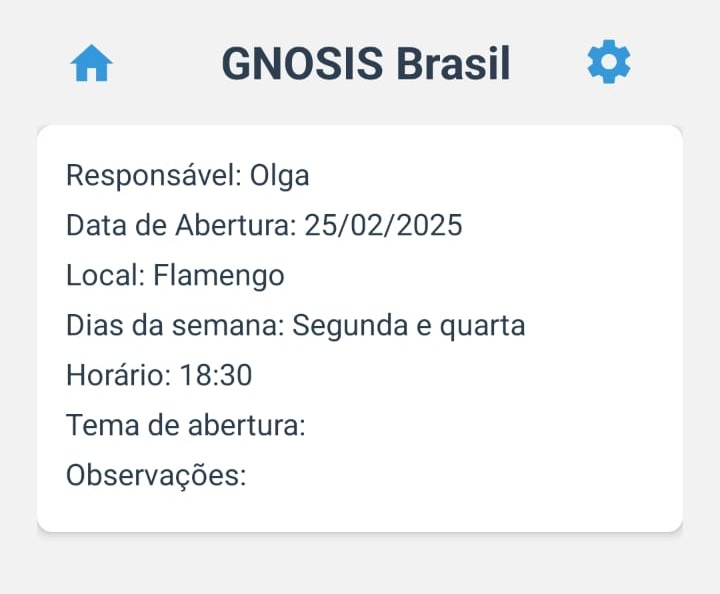 GNOSIS Brasil
Responsável: Olga
Data de Abertura: 25/02/2025
Local: Flamengo
Dias da semana: Segunda e quarta
Horário: 18:30
Tema de abertura:
Observações: